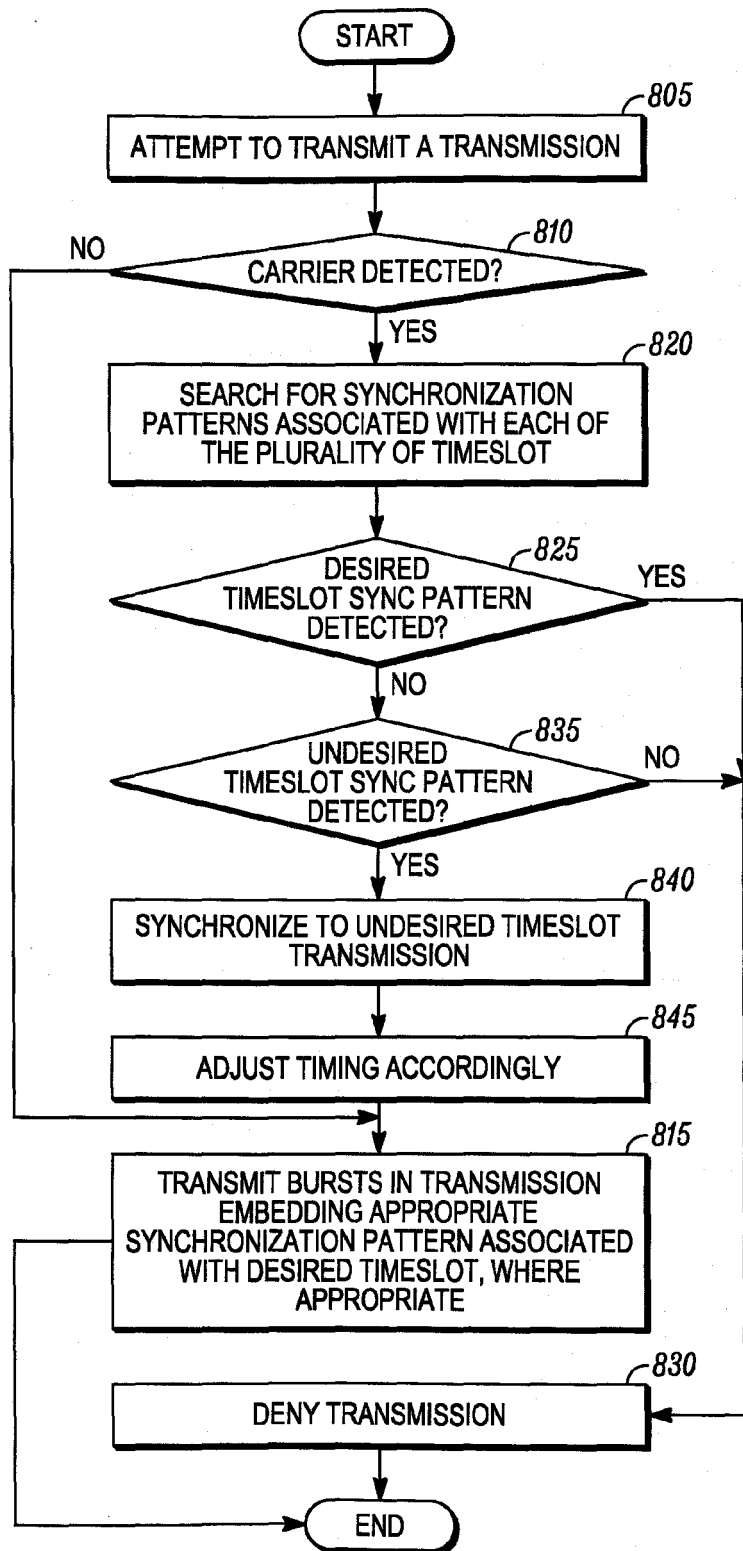 START
805
ATTEMPT TO TRANSMIT A TRANSMISSION
810
NO
CARRIER DETECTED?
YES
820
SEARCH FOR SYNCHRONIZATION
PATTERNS ASSOCIATED WITH EACH OF
THE PLURALITY OF TIMESLOT
825
DESIRED
TIMESLOT SYNC PATTERN
DETECTED?
YES
NO
835
UNDESIRED
TIMESLOT SYNC PATTERN
DETECTED?
NO
YES
840
SYNCHRONIZE TO UNDESIRED TIMESLOT
TRANSMISSION
845
ADJUST TIMING ACCORDINGLY
815
TRANSMIT BURSTS IN TRANSMISSION
EMBEDDING APPROPRIATE
SYNCHRONIZATION PATTERN ASSOCIATED
WITH DESIRED TIMESLOT, WHERE
APPROPRIATE
830
DENY TRANSMISSION
END